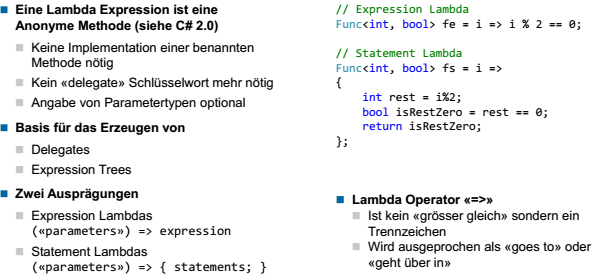 Eine Lambda Expression ist eine
Anonyme Methode (siehe C# 2.0)
Keine Implementation einer benannten
Methode nötig
Kein «delegate» Schlüsselwort mehr nötig
Angabe von Parametertypen optional
Basis für das Erzeugen von
Delegates
Expression Trees
Zwei Ausprägungen
Expression Lambdas
(«parameters») => expression
Statement Lambdas
(«parameters») => { statements; }
// Expression Lambda
Func<int, bool> fe = i => i % 2 == 0;
// Statement Lambda
Func<int, bool> fs = i =>
{
int rest = i%2;
bool isRestZero = rest == 0;
return isRestZero;
};
Lambda Operator «=>»
Ist kein «grösser gleich» sondern ein
Trennzeichen
Wird ausgeprochen als «goes to» oder
«geht über in»